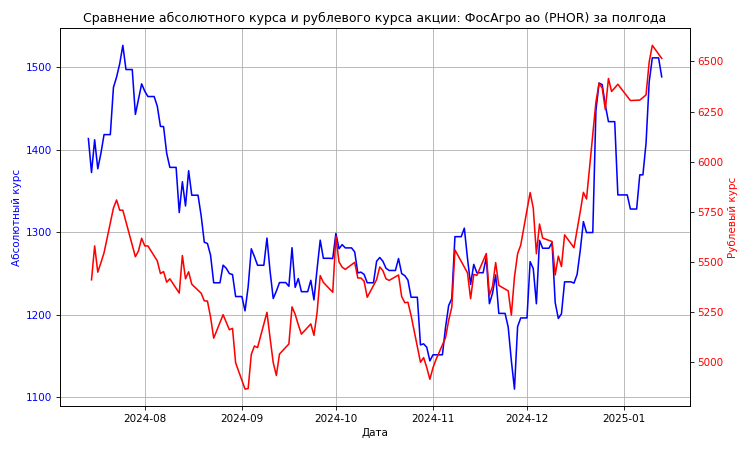 Сравнение абсолютного курса и рублевого курса акции: ФосАгро ао (PHOR) за полгода
1500
1400
1300
1200
1100
Абсолютный курс
6500
6250
6000
5750
5500
5250
5000
Рублевый курс
2024-08 2024-09 2024-10 2024-11 2024-12 2025-01
Дата